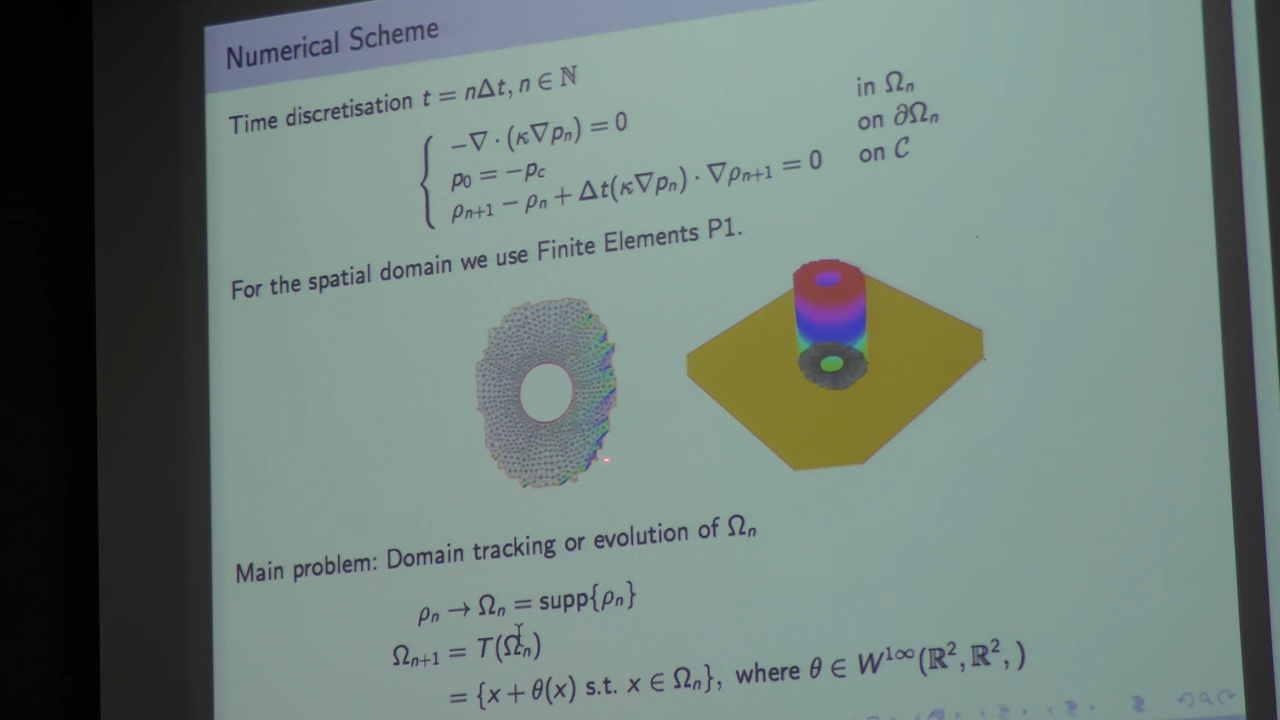 Numerical Scheme
Time discretisation t = nΔt, n ∈ ℕ
−∇ · (κ∇pₙ) = 0 in Ωₙ
p₀ = −p_c on ∂Ωₙ
ρₙ₊₁ − ρₙ + Δt(κ∇pₙ) · ∇ρₙ₊₁ = 0 on C
For the spatial domain we use Finite Elements P1.
Main problem: Domain tracking or evolution of Ωₙ
ρₙ → Ωₙ = supp{ρₙ}
Ωₙ₊₁ = T(Ωₙ)
= {x + θ(x) s.t. x ∈ Ωₙ}, where θ ∈ W¹∞(ℝ², ℝ², )